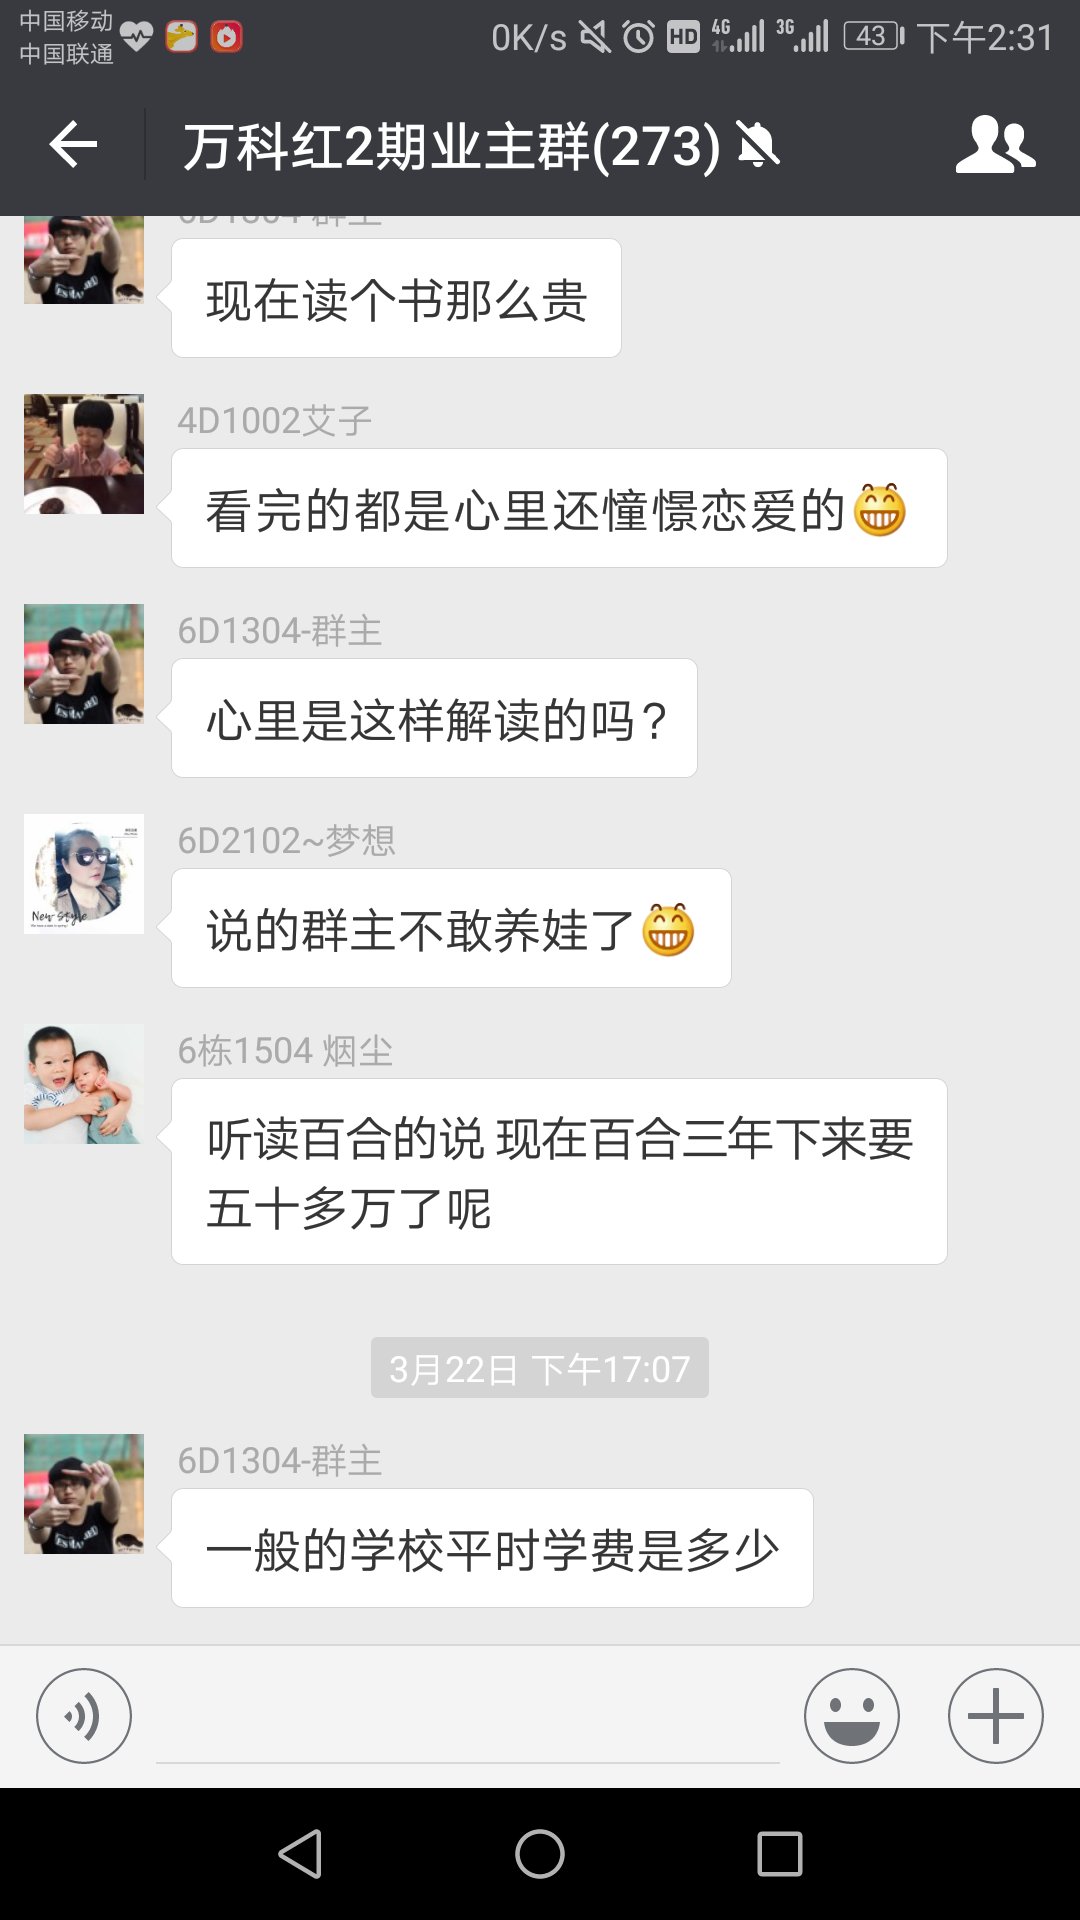 中国移动
中国联通
0K/s HD 4G 3G 43 下午2:31
万科红2期业主群(273)
6D1304-群主
现在读个书那么贵
4D1002艾子
看完的都是心里还憧憬恋爱的😁
6D1304-群主
心里是这样解读的吗?
6D2102~梦想
说的群主不敢养娃了😁
New Style
6栋1504 烟尘
听读百合的说 现在百合三年下来要
五十多万了呢
3月22日 下午17:07
6D1304-群主
一般的学校平时学费是多少